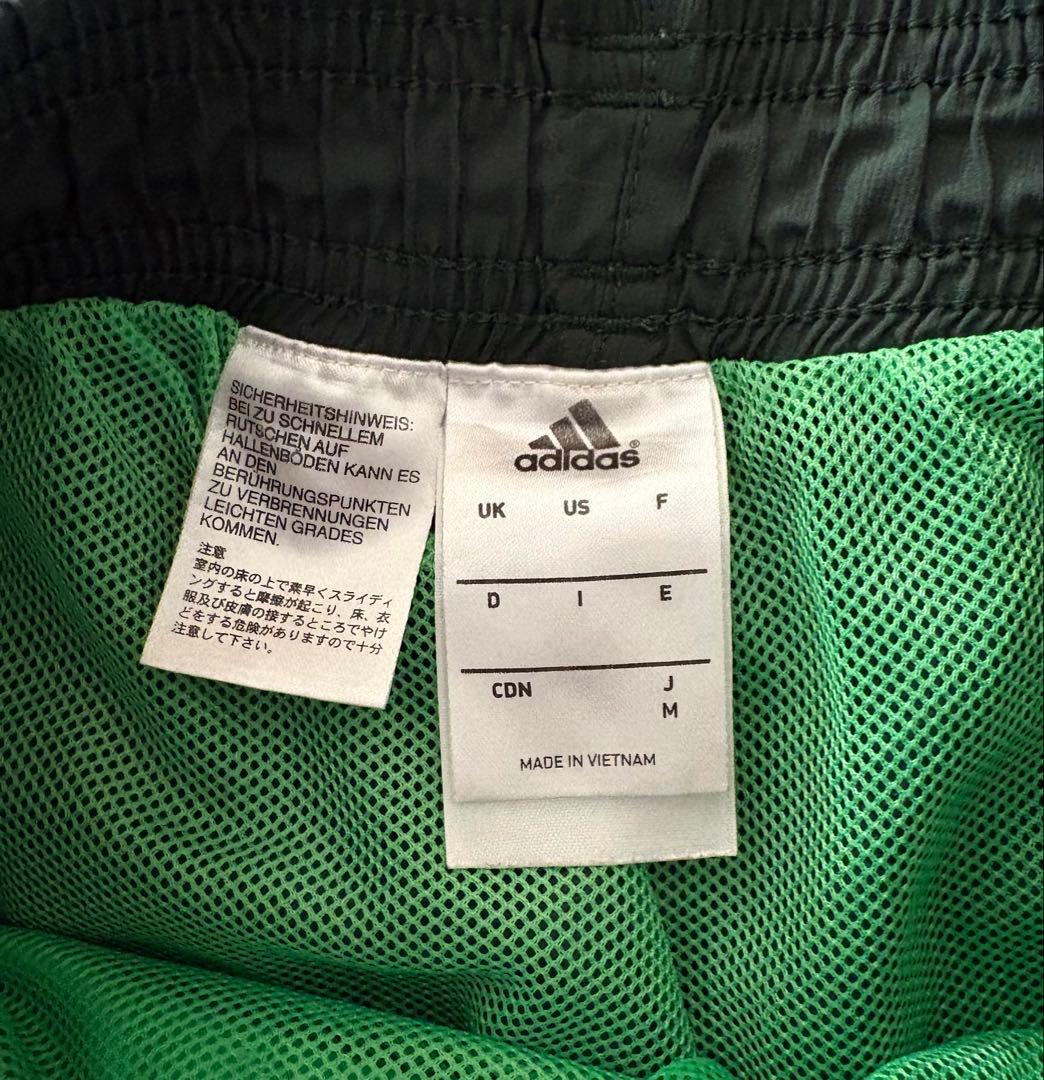 SICHERHEITSHINWEIS:
BEI ZU SCHNELLEM
RUTSCHEN AUF
HALLENBÖDEN KANN ES
AN DEN
BERÜHRUNGSPUNKTEN
ZU VERBRENNUNGEN
LEICHTEN GRADES
KOMMEN.
注意
室内の床の上で素早くスライディ
ングすると摩擦が起こり、床、衣
服及び皮膚の接するところでやけ
どをする危険がありますので十分
注意して下さい。
adidas®
UK US F
D I E
CDN J
M
MADE IN VIETNAM